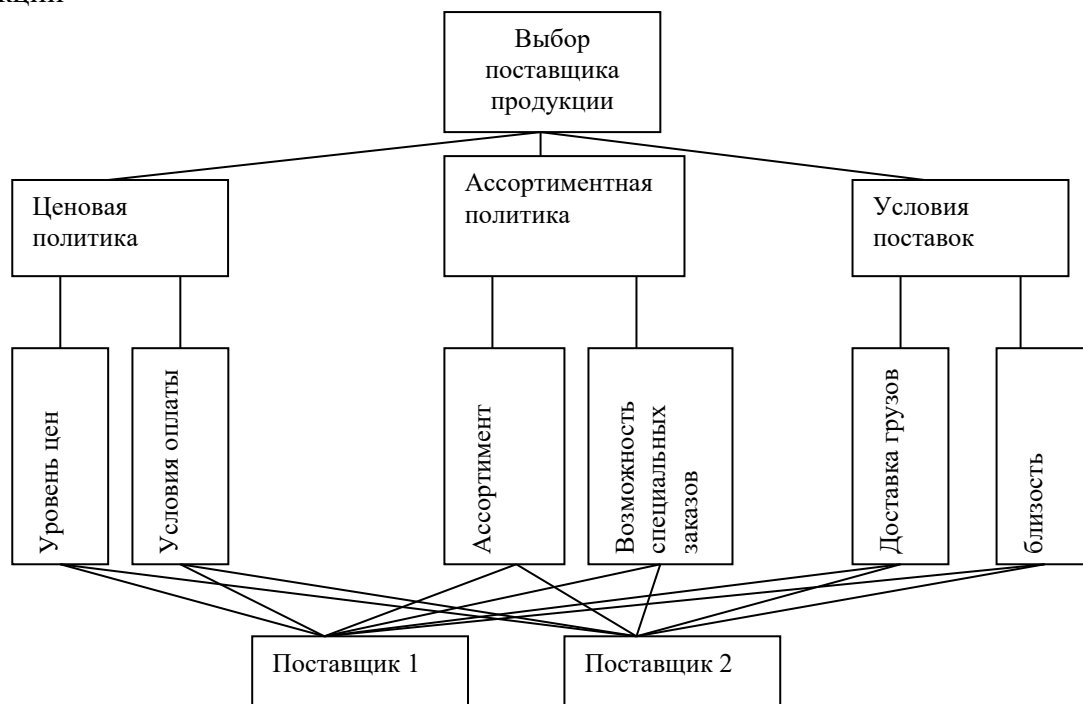 Выбор
поставщика
продукции
Ценовая
политика
Ассортиментная
политика
Условия
поставок
Уровень цен
Условия оплаты
Ассортимент
Возможность
специальных
заказов
Доставка грузов
близость
Поставщик 1
Поставщик 2